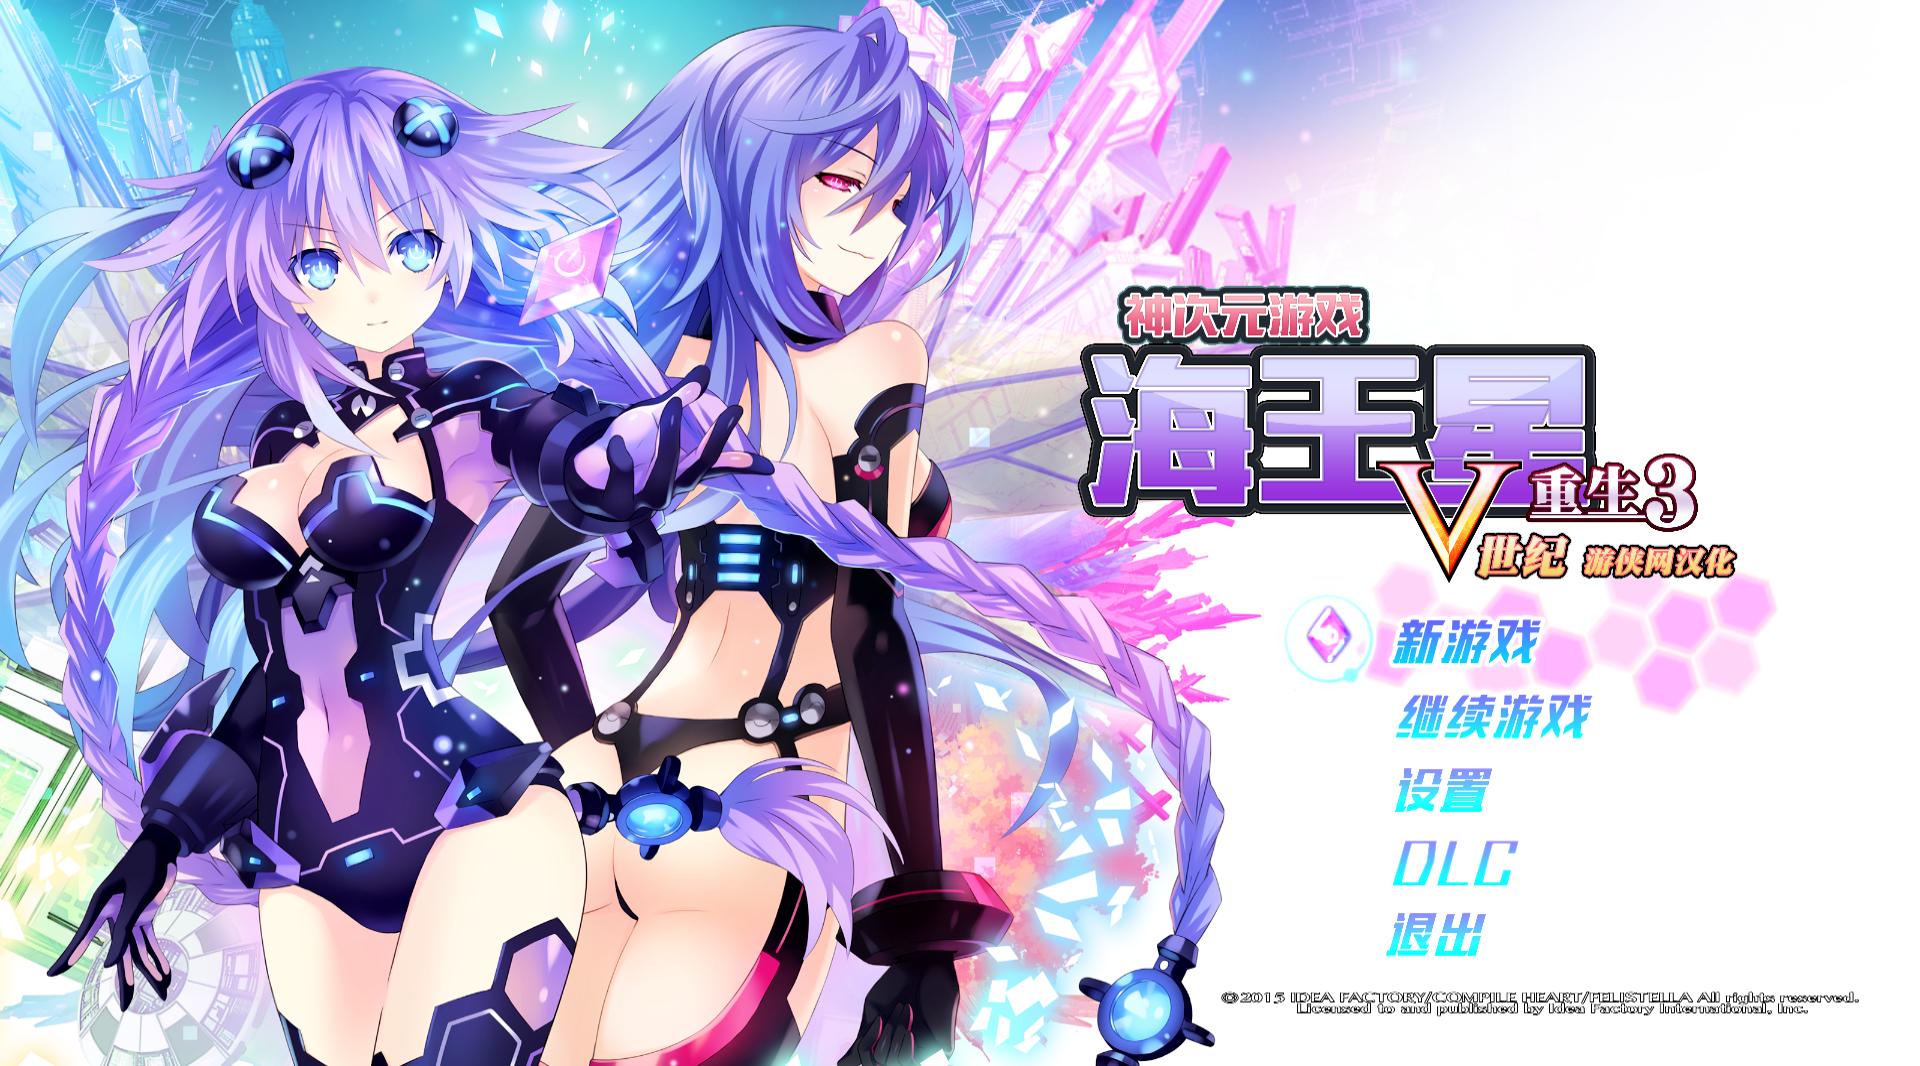 神次元游戏
海王星
V
重生3
世纪 游侠网汉化
新游戏
继续游戏
设置
DLC
退出
©2015 IDEA FACTORY/COMPILE HEART/FELISTELLA All rights reserved.
Licensed to and published by Idea Factory International, Inc.